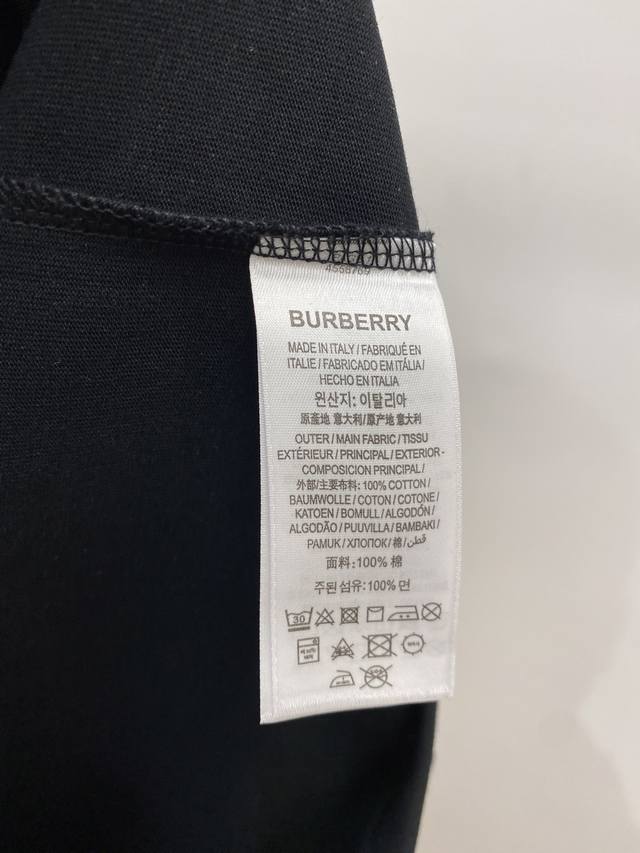 4558769
BURBERRY
MADE IN ITALY / FABRIQUÉ EN
ITALIE / FABRICADO EM ITÁLIA /
HECHO EN ITALIA
원산지: 이탈리아
原產地 意大利/原产地 意大利
OUTER / MAIN FABRIC / TISSU
EXTÉRIEUR / PRINCIPAL / EXTERIOR -
COMPOSICION PRINCIPAL /
外部/主要布料: 100% COTTON /
BAUMWOLLE / COTON / COTONE /
KATOEN / BOMULL / ALGODÓN /
ALGODÃO / PUUVILLA / BAMBAKI /
PAMUK / ХЛОПОК / 棉 / قطن
面料:100% 棉
주된 섬유:100% 면
30